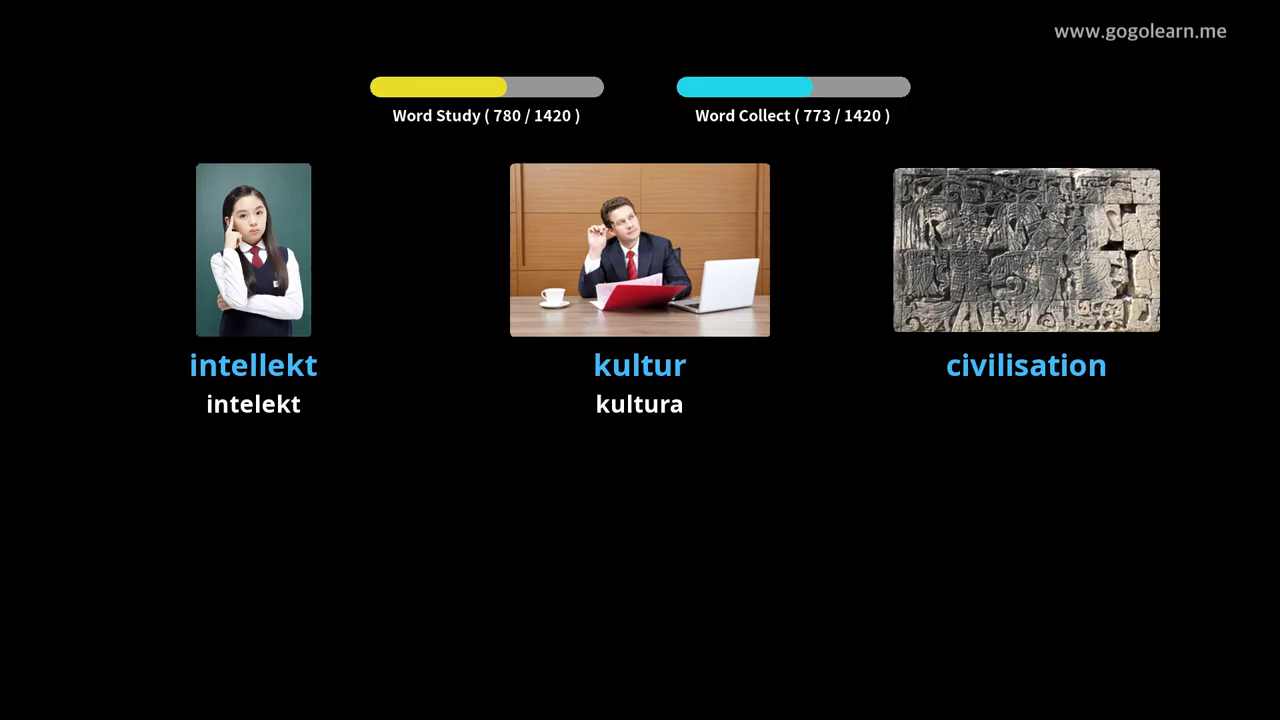 www.gogolearn.me
Word Study ( 780 / 1420 )
Word Collect ( 773 / 1420 )
intellekt
kultur
civilisation
intelekt
kultura